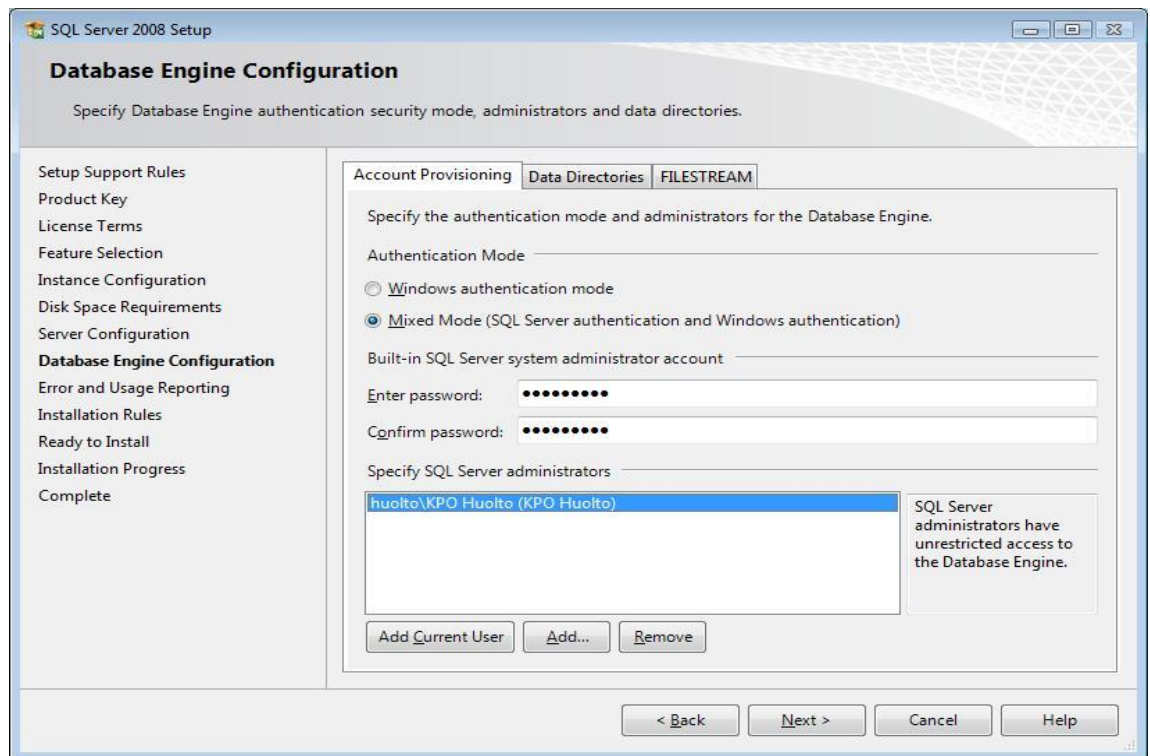 SQL Server 2008 Setup
Database Engine Configuration
Specify Database Engine authentication security mode, administrators and data directories.
Setup Support Rules
Product Key
License Terms
Feature Selection
Instance Configuration
Disk Space Requirements
Server Configuration
Database Engine Configuration
Error and Usage Reporting
Installation Rules
Ready to Install
Installation Progress
Complete
Account Provisioning Data Directories FILESTREAM
Specify the authentication mode and administrators for the Database Engine.
Authentication Mode
Windows authentication mode
Mixed Mode (SQL Server authentication and Windows authentication)
Built-in SQL Server system administrator account
Enter password: ●●●●●●●●●
Confirm password: ●●●●●●●●●
Specify SQL Server administrators
huolto\KPO Huolto (KPO Huolto)
SQL Server
administrators have
unrestricted access to
the Database Engine.
Add Current User Add... Remove
< Back Next > Cancel Help